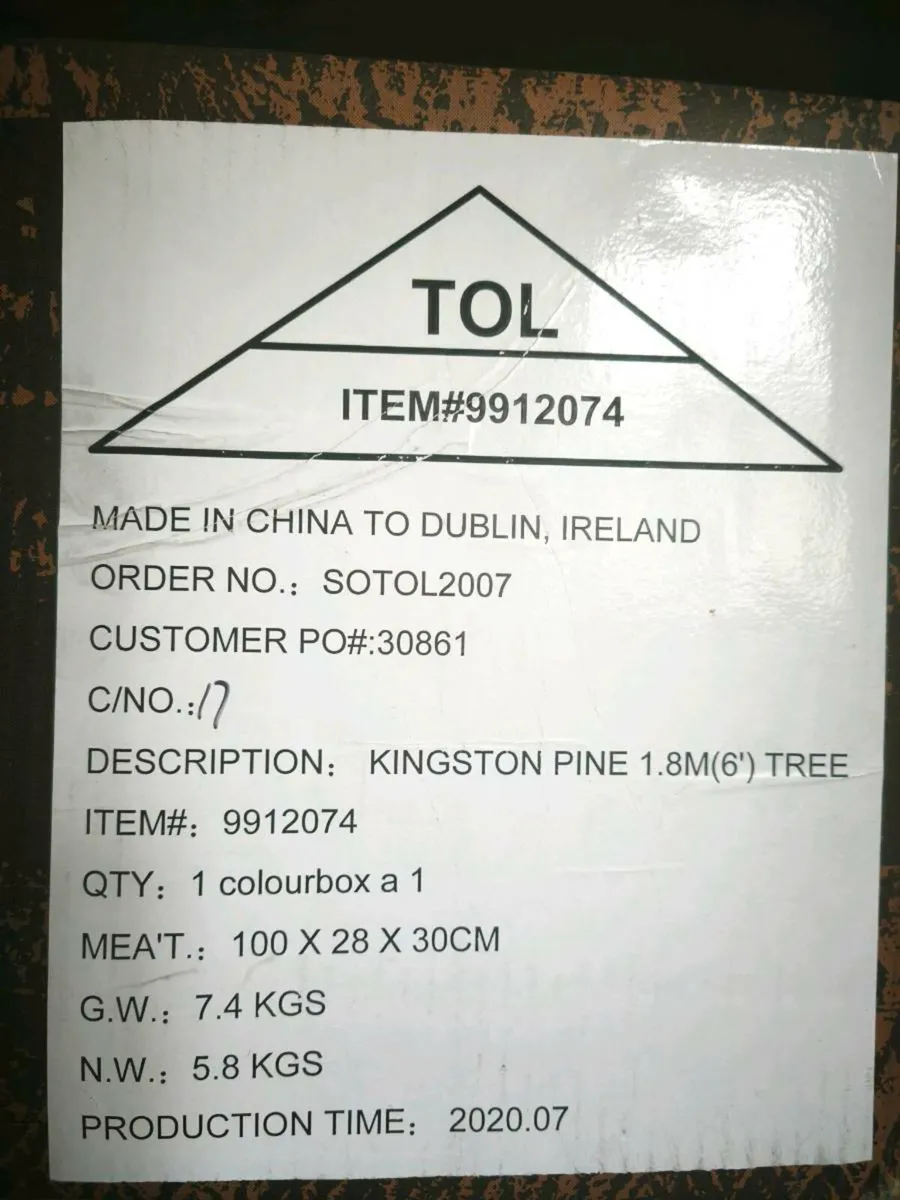 TOL
ITEM#9912074
MADE IN CHINA TO DUBLIN, IRELAND
ORDER NO.: SOTOL2007
CUSTOMER PO#:30861
C/NO.:17
DESCRIPTION: KINGSTON PINE 1.8M(6') TREE
ITEM#: 9912074
QTY: 1 colourbox a 1
MEA'T.: 100 X 28 X 30CM
G.W.: 7.4 KGS
N.W.: 5.8 KGS
PRODUCTION TIME: 2020.07